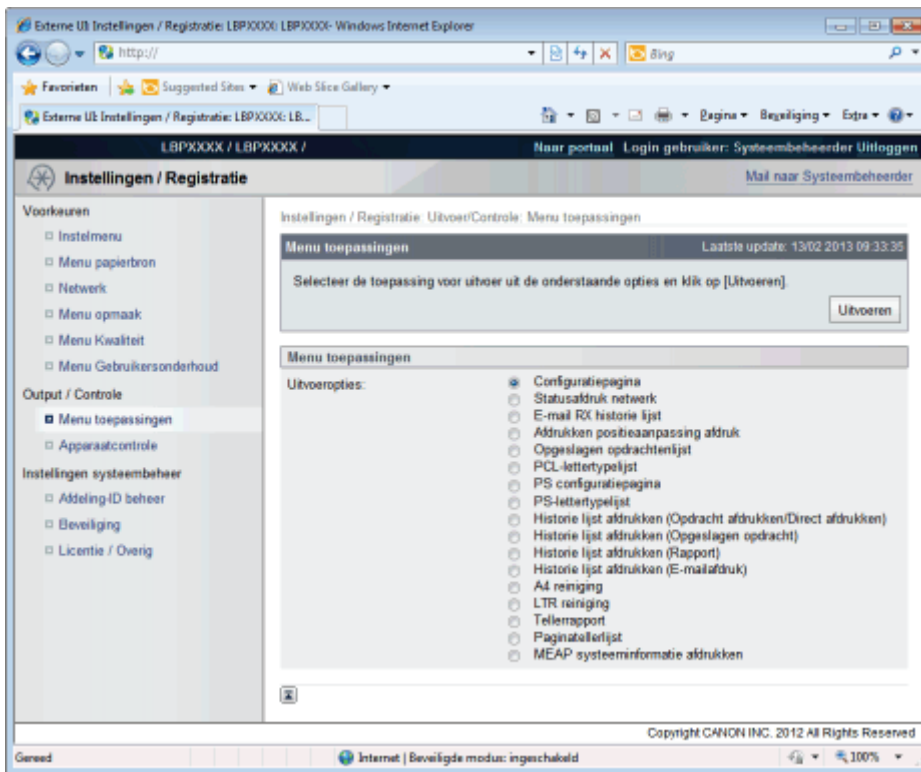 Externe UI: Instellingen / Registratie: LBPXXXX: LBPXXXX- Windows Internet Explorer
http://
Bing
Favorieten
Suggested Sites
Web Slice Gallery
Externe UI: Instellingen / Registratie: LBPXXXX: LB...
Pagina
Beveiliging
Extra
LBPXXXX / LBPXXXX /
Naar portaal Login gebruiker: Systeembeheerder Uitloggen
Instellingen / Registratie
Mail naar Systeembeheerder
Voorkeuren
Instelmenu
Menu papierbron
Netwerk
Menu opmaak
Menu Kwaliteit
Menu Gebruikersonderhoud
Output / Controle
Menu toepassingen
Apparaatcontrole
Instellingen systeembeheer
Afdeling-ID beheer
Beveiliging
Licentie / Overig
Instellingen / Registratie: Uitvoer/Controle: Menu toepassingen
Menu toepassingen
Laatste update: 13/02 2013 09:33:35
Selecteer de toepassing voor uitvoer uit de onderstaande opties en klik op [Uitvoeren].
Uitvoeren
Menu toepassingen
Uitvoeropties:
Configuratiepagina
Statusafdruk netwerk
E-mail RX historie lijst
Afdrukken positieaanpassing afdruk
Opgeslagen opdrachtenlijst
PCL-lettertypelijst
PS configuratiepagina
PS-lettertypelijst
Historie lijst afdrukken (Opdracht afdrukken/Direct afdrukken)
Historie lijst afdrukken (Opgeslagen opdracht)
Historie lijst afdrukken (Rapport)
Historie lijst afdrukken (E-mailafdruk)
A4 reiniging
LTR reiniging
Tellerrapport
Paginatellerlijst
MEAP systeeminformatie afdrukken
Copyright CANON INC. 2012 All Rights Reserved
Gereed
Internet | Beveiligde modus: ingeschakeld
100%